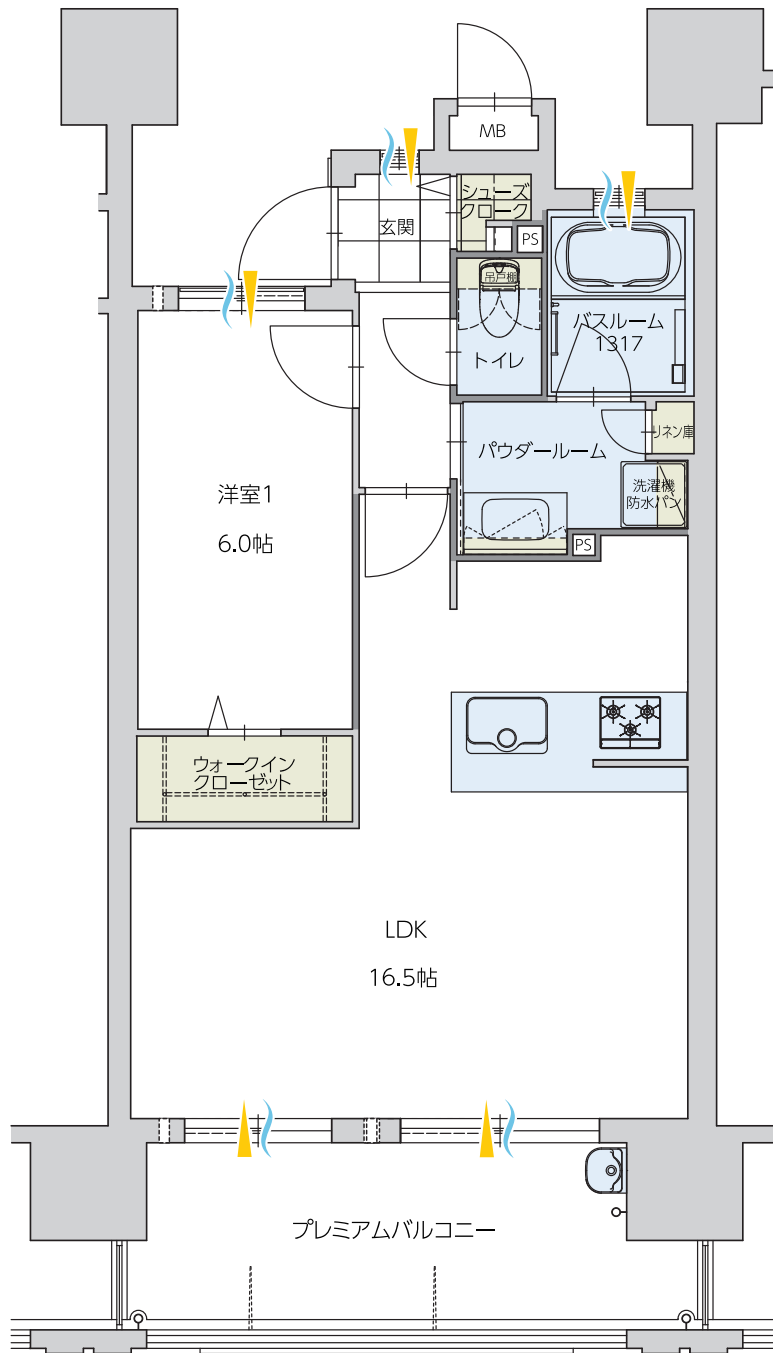 MB
シューズ
クローク
玄関
PS
吊戸棚
トイレ
バスルーム
1317
パウダールーム
リネン庫
洗濯機
防水パン
PS
洋室1
6.0帖
ウォークイン
クローゼット
LDK
16.5帖
プレミアムバルコニー